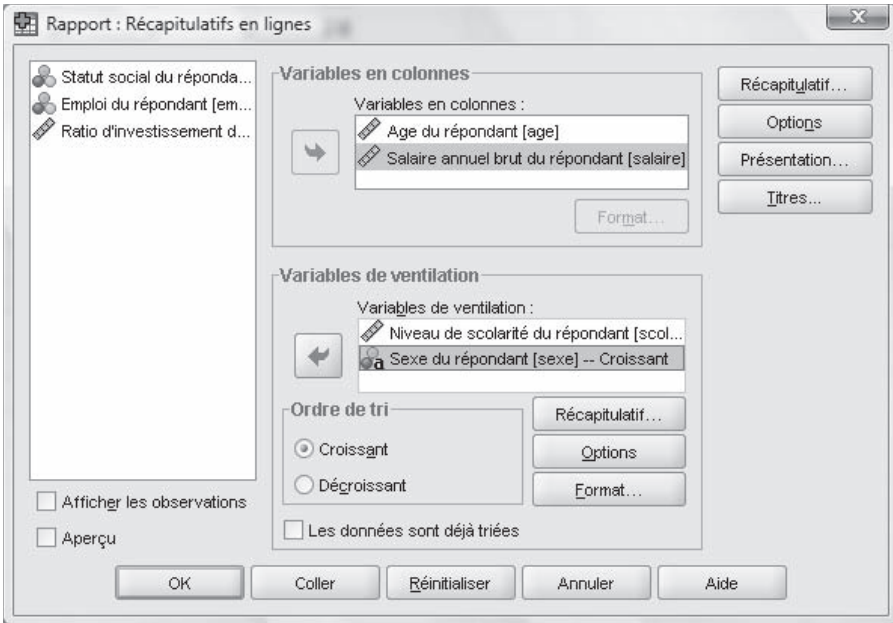 Rapport : Récapitulatifs en lignes
Statut social du réponda...
Emploi du répondant [em...
Ratio d'investissement d...
Afficher les observations
Aperçu
Variables en colonnes
Variables en colonnes :
Age du répondant [age]
Salaire annuel brut du répondant [salaire]
Format...
Variables de ventilation
Variables de ventilation :
Niveau de scolarité du répondant [scol...
a Sexe du répondant [sexe] -- Croissant
Ordre de tri
Croissant
Décroissant
Récapitulatif...
Options
Format...
Les données sont déjà triées
Récapitulatif...
Options
Présentation...
Titres...
OK
Coller
Réinitialiser
Annuler
Aide